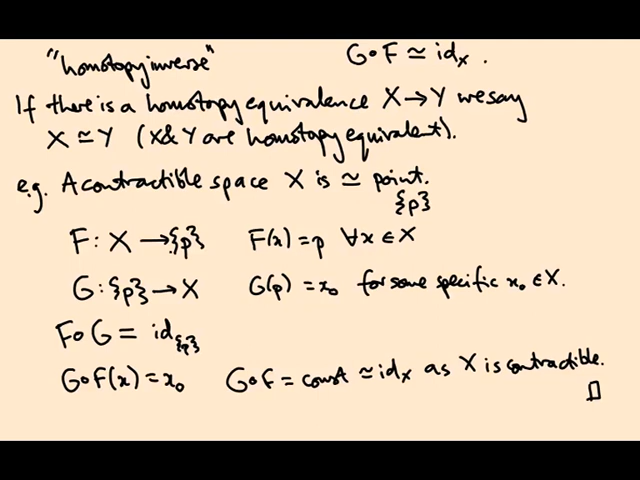 "homotopy inverse" G∘F ≃ id_X .
If there is a homotopy equivalence X→Y we say
X ≃ Y (X & Y are homotopy equivalent).
e.g. A contractible space X is ≃ point.
{p}
F: X → {p} F(x) = p ∀x ∈ X
G: {p} → X G(p) = x₀ for some specific x₀ ∈ X.
F∘G = id_{p}
G∘F(x) = x₀ G∘F = const ≃ id_X as X is contractible.
□